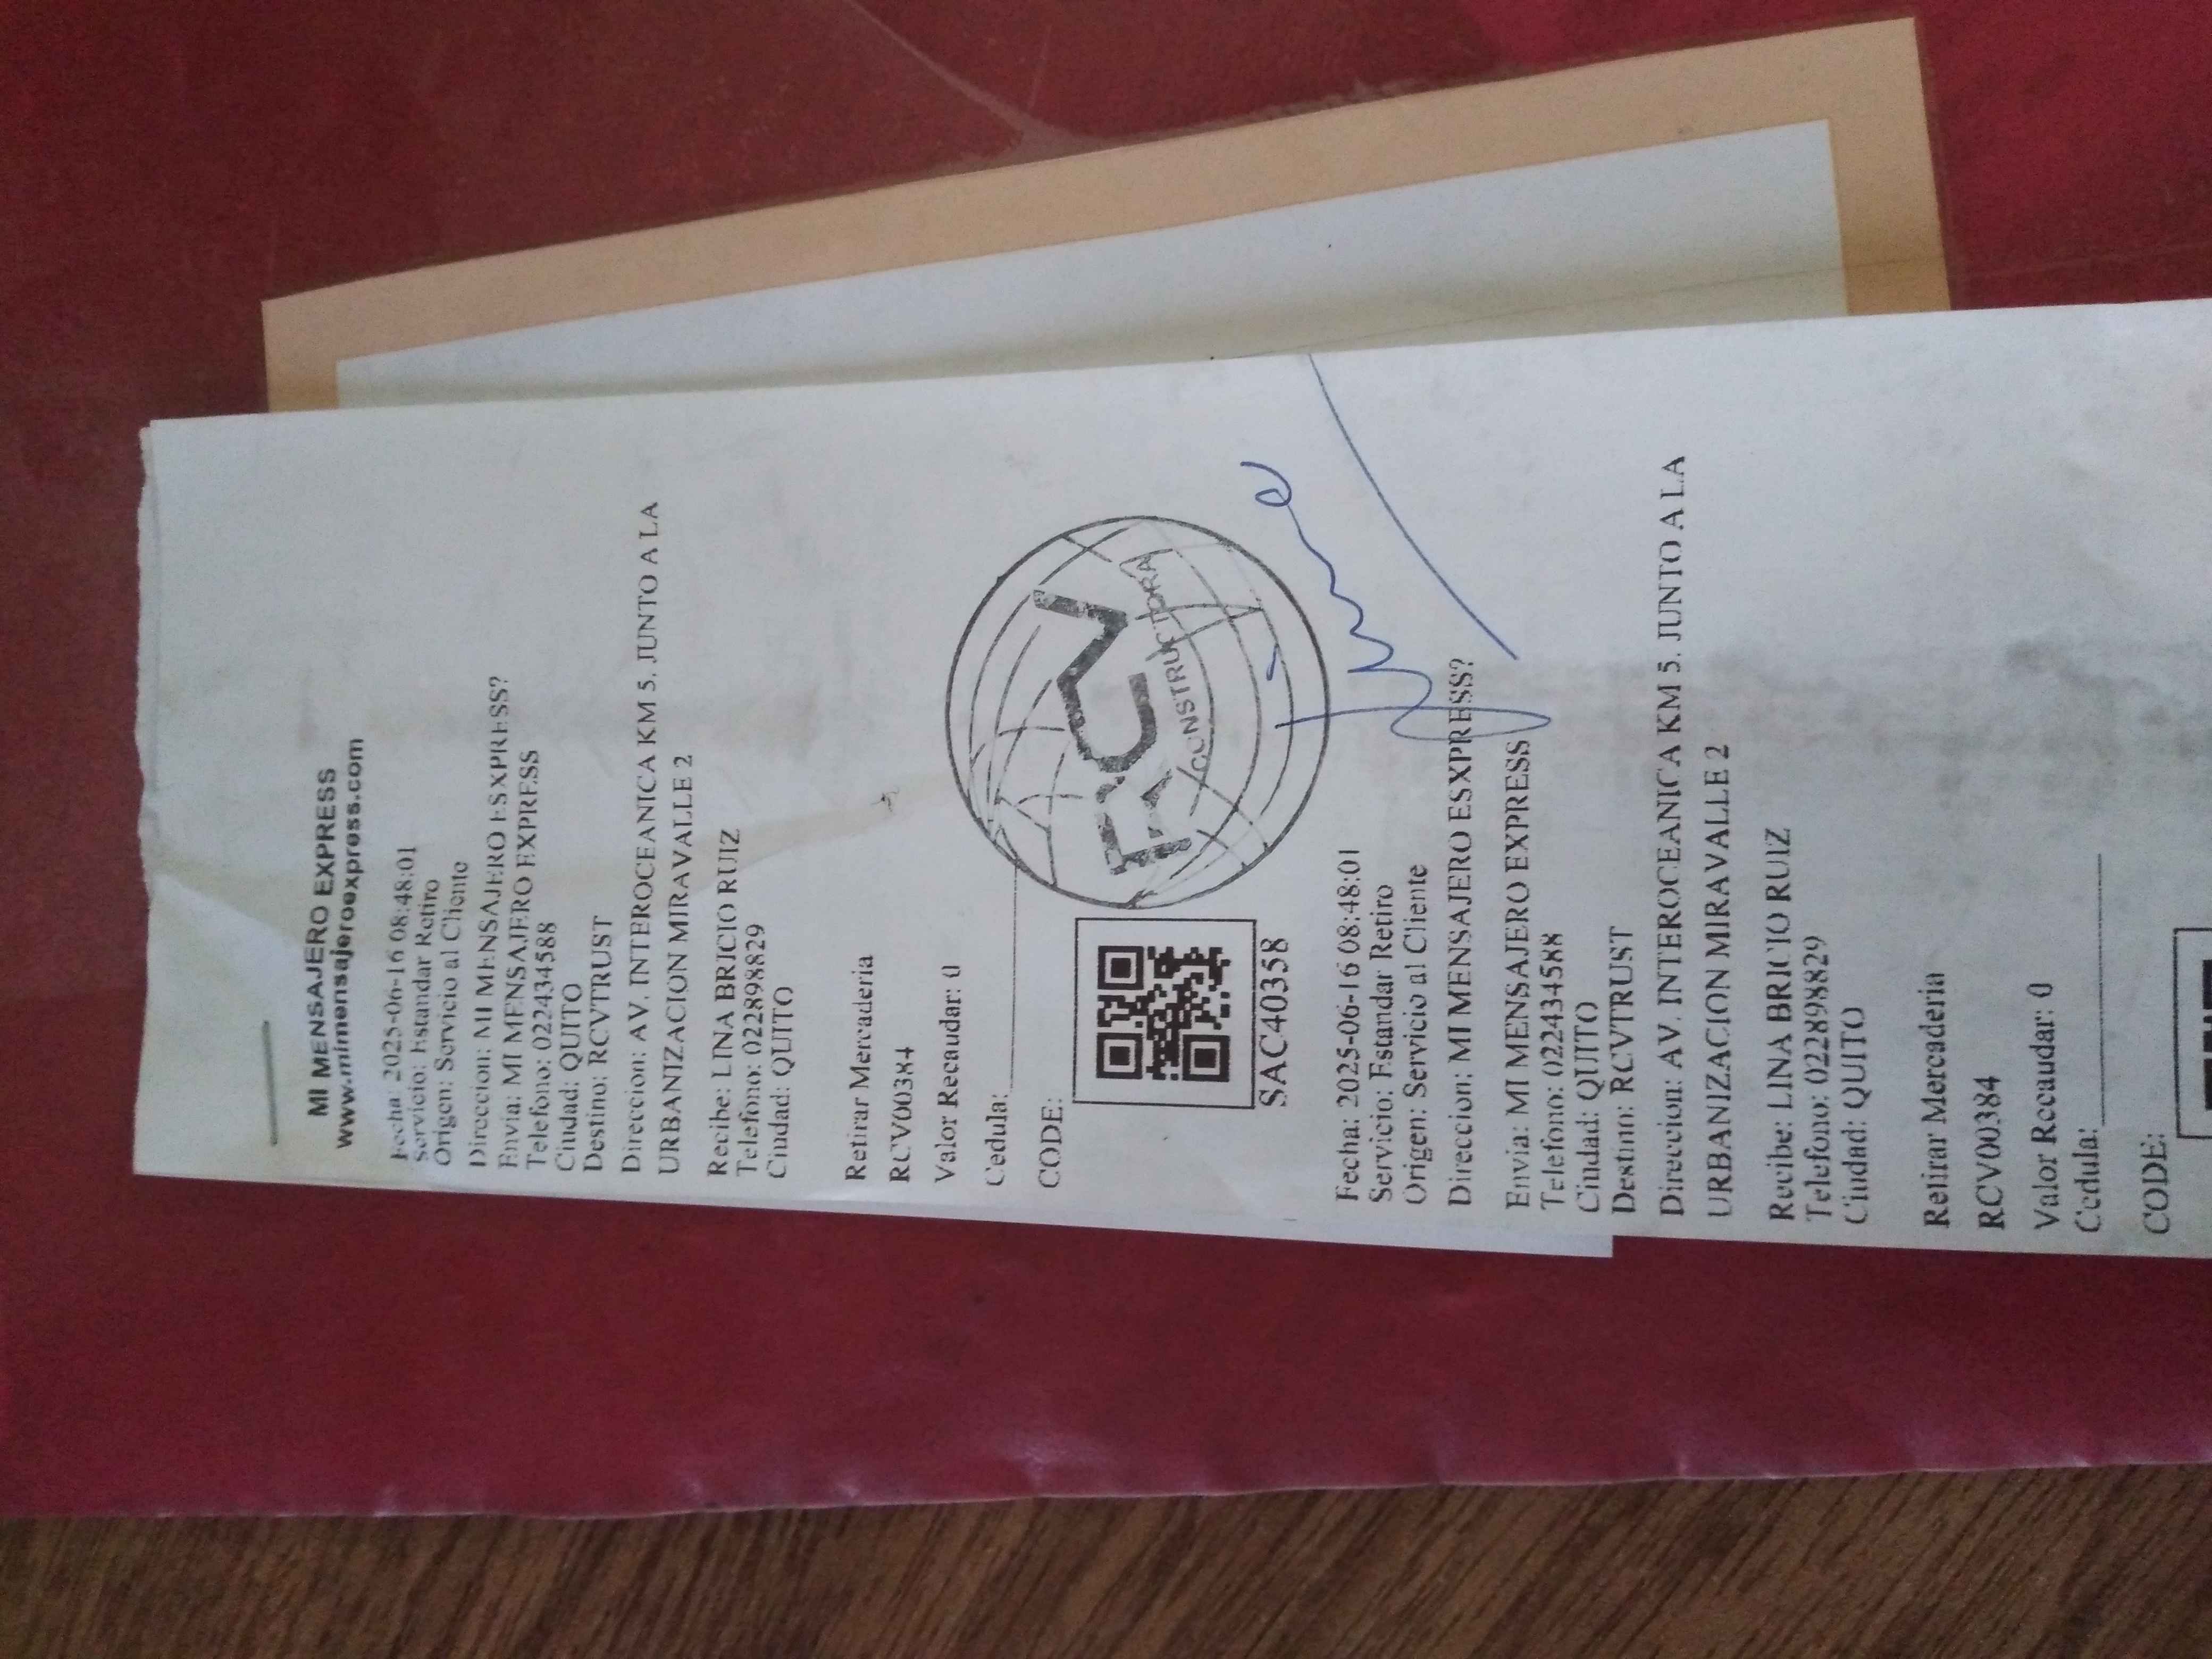 MI MENSAJERO EXPRESS
www.mimensajeroexpress.com
Fecha: 2025-06-16 08:48:01
Servicio: Estandar Retiro
Origen: Servicio al Cliente
Direccion: MI MENSAJERO ESXPRESS?
Envia: MI MENSAJERO EXPRESS
Telefono: 022434588
Ciudad: QUITO
Destino: RCVTRUST
Direccion: AV. INTEROCEANICA KM 5. JUNTO A LA
URBANIZACION MIRAVALLE 2
Recibe: LINA BRICIO RUIZ
Telefono: 022898829
Ciudad: QUITO
Retirar Mercaderia
RCV00384
Valor Recaudar: 0
Cedula:
CODE:
RCV
CONSTRUCTORA
SAC40358
Fecha: 2025-06-16 08:48:01
Servicio: Estandar Retiro
Origen: Servicio al Cliente
Direccion: MI MENSAJERO ESXPRESS?
Envia: MI MENSAJERO EXPRESS
Telefono: 022434588
Ciudad: QUITO
Destino: RCVTRUST
Direccion: AV. INTEROCEANICA KM 5. JUNTO A LA
URBANIZACION MIRAVALLE 2
Recibe: LINA BRICIO RUIZ
Telefono: 022898829
Ciudad: QUITO
Retirar Mercaderia
RCV00384
Valor Recaudar: 0
Cedula:
CODE: